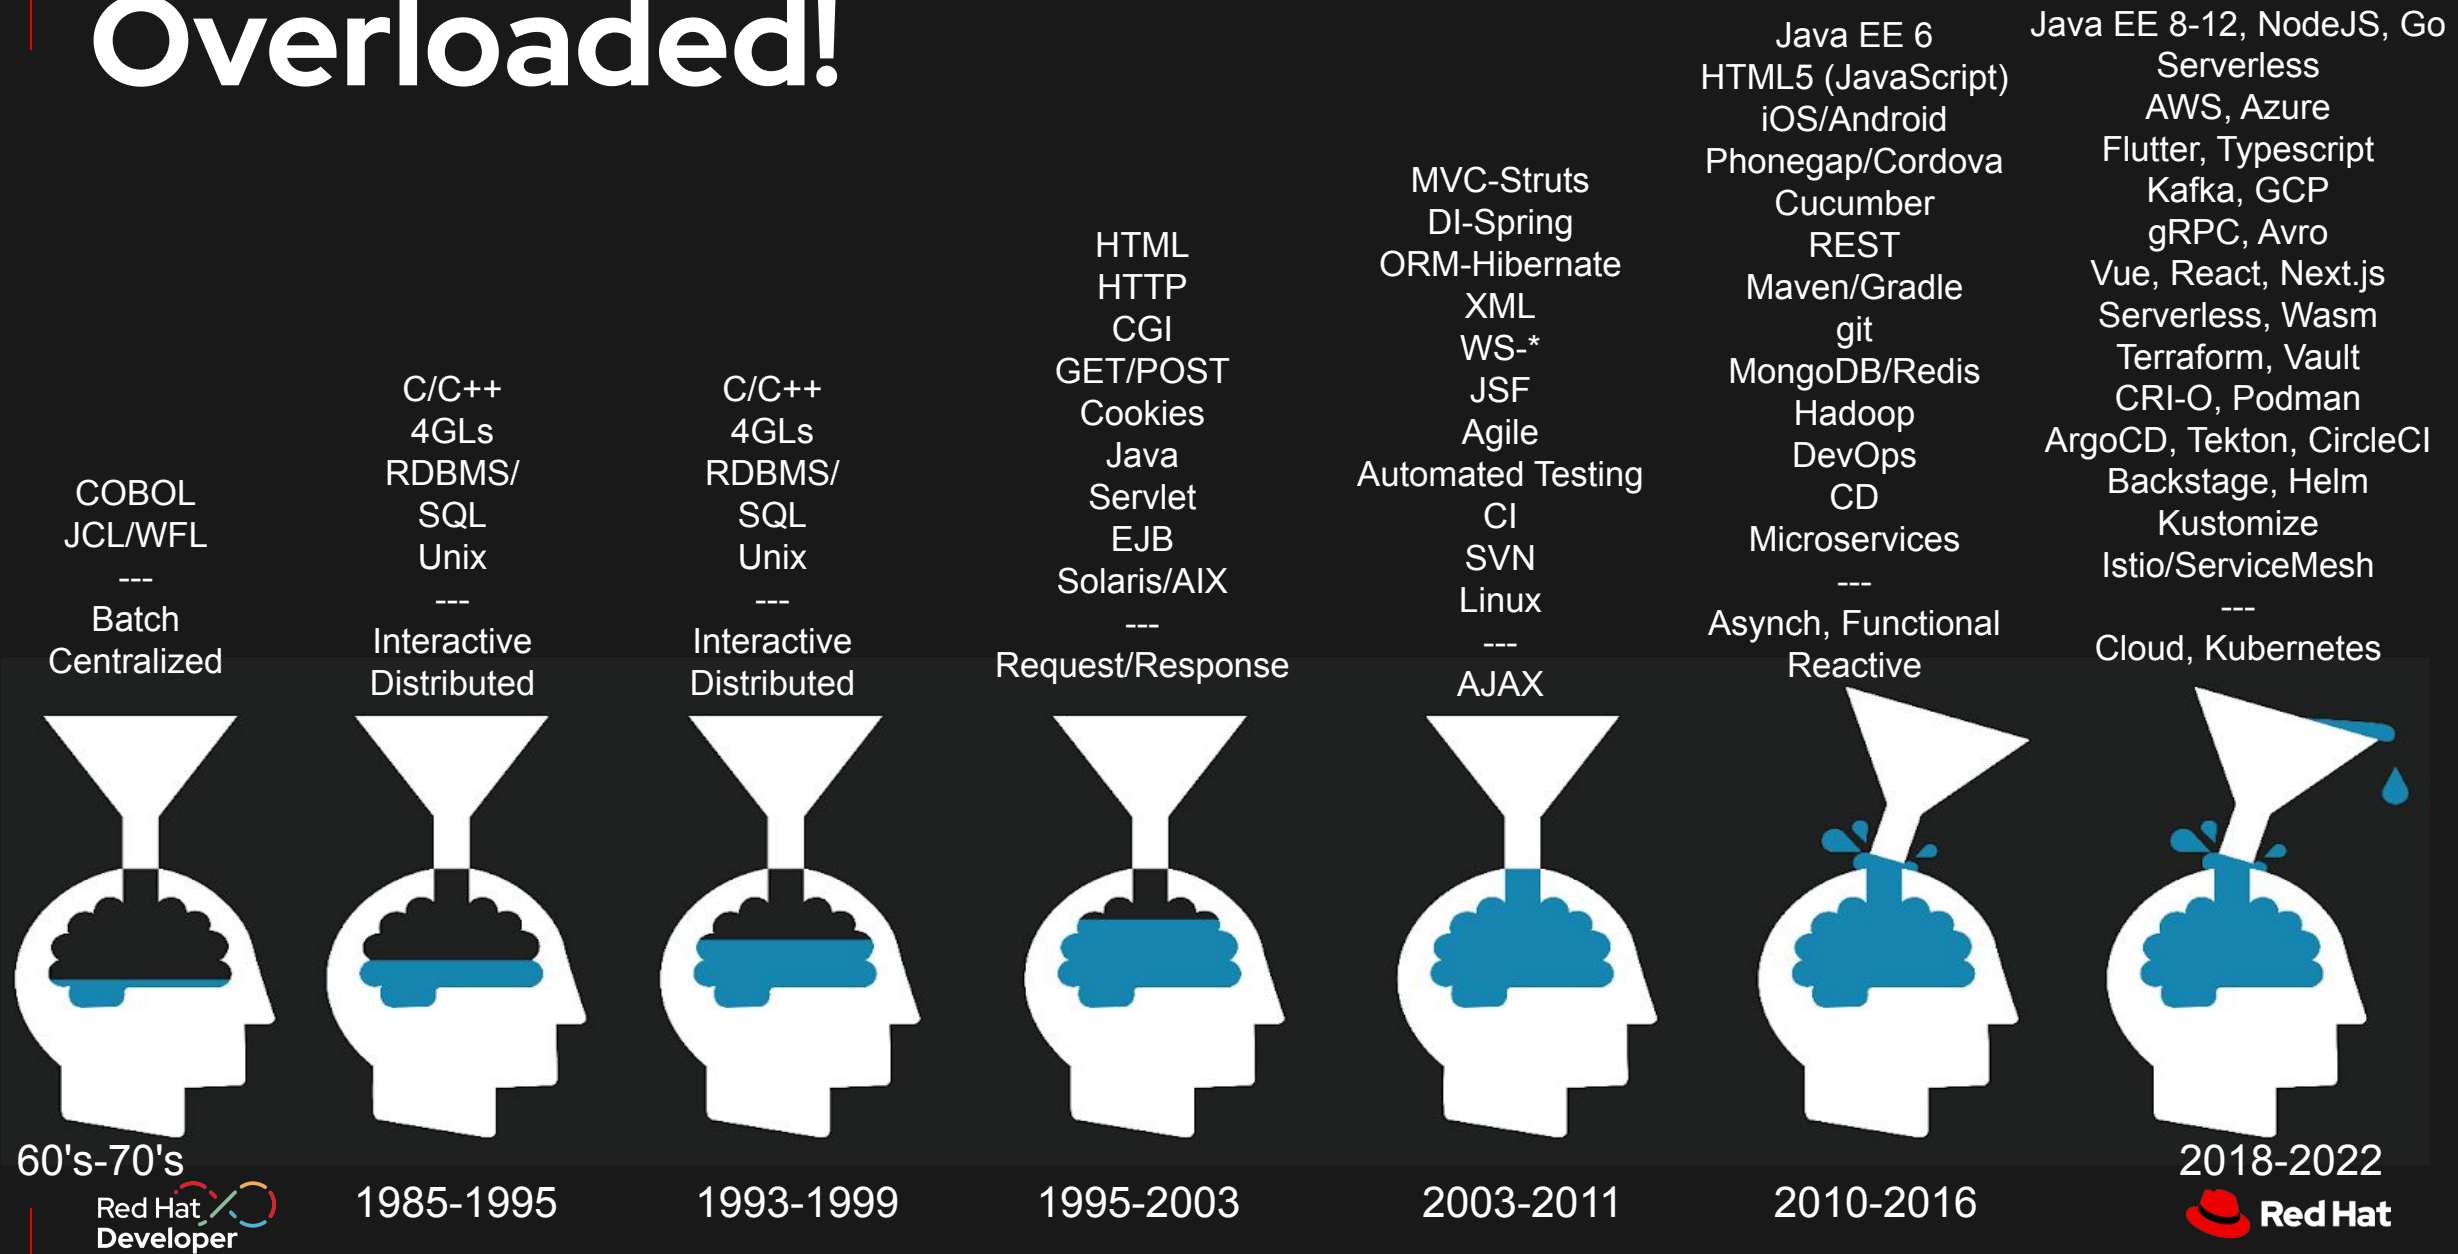 Overloaded!
COBOL
JCL/WFL
---
Batch
Centralized
60's-70's
C/C++
4GLs
RDBMS/
SQL
Unix
---
Interactive
Distributed
1985-1995
C/C++
4GLs
RDBMS/
SQL
Unix
---
Interactive
Distributed
1993-1999
HTML
HTTP
CGI
GET/POST
Cookies
Java
Servlet
EJB
Solaris/AIX
---
Request/Response
1995-2003
MVC-Struts
DI-Spring
ORM-Hibernate
XML
WS-*
JSF
Agile
Automated Testing
CI
SVN
Linux
---
AJAX
2003-2011
Java EE 6
HTML5 (JavaScript)
iOS/Android
Phonegap/Cordova
Cucumber
REST
Maven/Gradle
git
MongoDB/Redis
Hadoop
DevOps
CD
Microservices
---
Asynch, Functional
Reactive
2010-2016
Java EE 8-12, NodeJS, Go
Serverless
AWS, Azure
Flutter, Typescript
Kafka, GCP
gRPC, Avro
Vue, React, Next.js
Serverless, Wasm
Terraform, Vault
CRI-O, Podman
ArgoCD, Tekton, CircleCI
Backstage, Helm
Kustomize
Istio/ServiceMesh
---
Cloud, Kubernetes
2018-2022
Red Hat
Developer
Red Hat